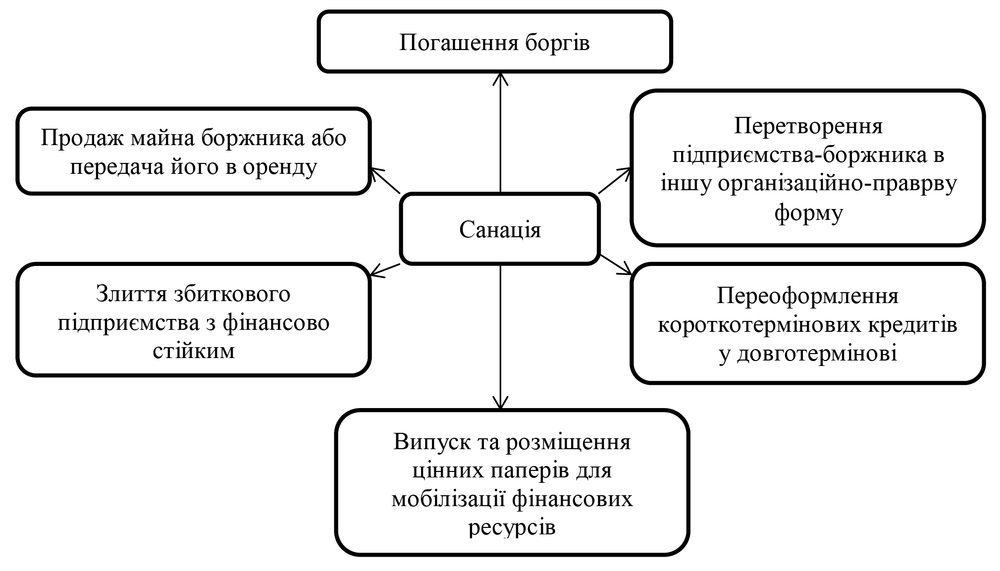 Погашення боргів
Продаж майна боржника або
передача його в оренду
Перетворення
підприємства-боржника в
іншу організаційно-праврву
форму
Санація
Злиття збиткового
підприємства з фінансово
стійким
Переоформлення
короткотермінових кредитів
у довготермінові
Випуск та розміщення
цінних паперів для
мобілізації фінансових
ресурсів